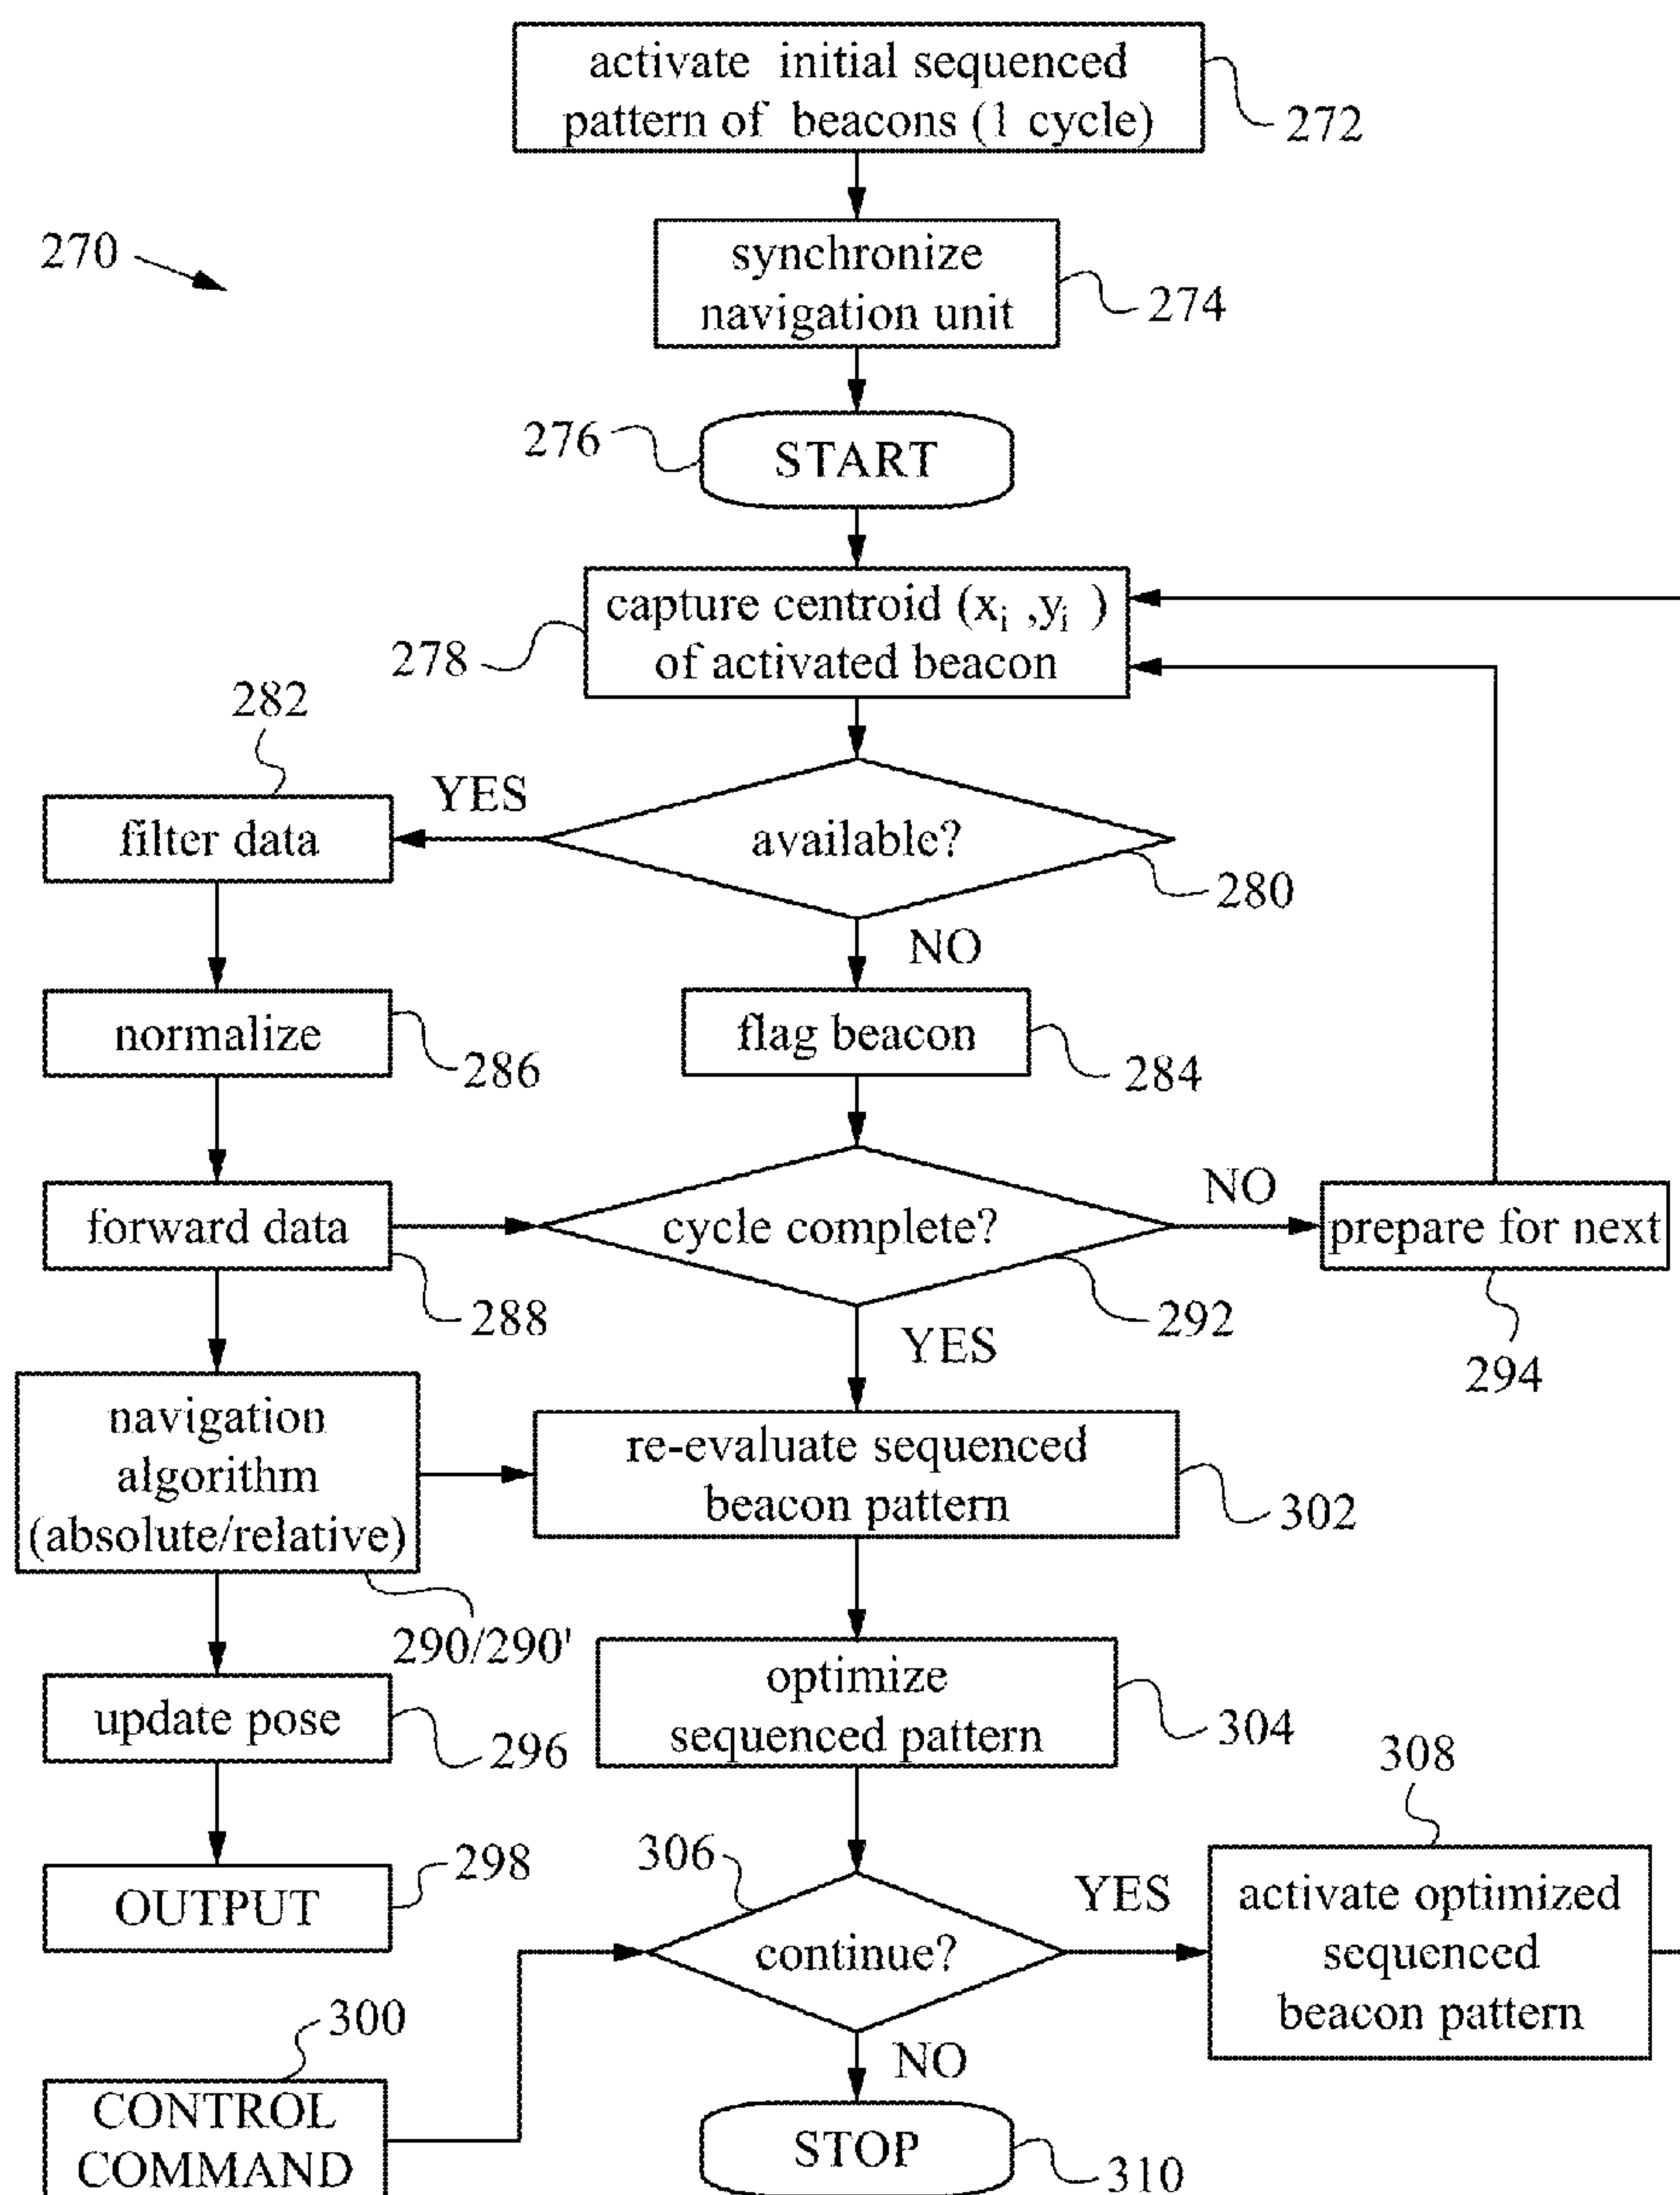 activate initial sequenced
pattern of beacons (1 cycle)
272
270
synchronize
navigation unit
274
276
START
capture centroid (xi ,yi )
of activated beacon
278
282
YES
filter data
available?
280
NO
normalize
286
flag beacon
284
forward data
288
cycle complete?
292
NO
prepare for next
294
YES
navigation
algorithm
(absolute/relative)
290/290'
re-evaluate sequenced
beacon pattern
302
update pose
296
optimize
sequenced pattern
304
308
OUTPUT
298
306
continue?
YES
activate optimized
sequenced
beacon pattern
300
CONTROL
COMMAND
NO
STOP
310